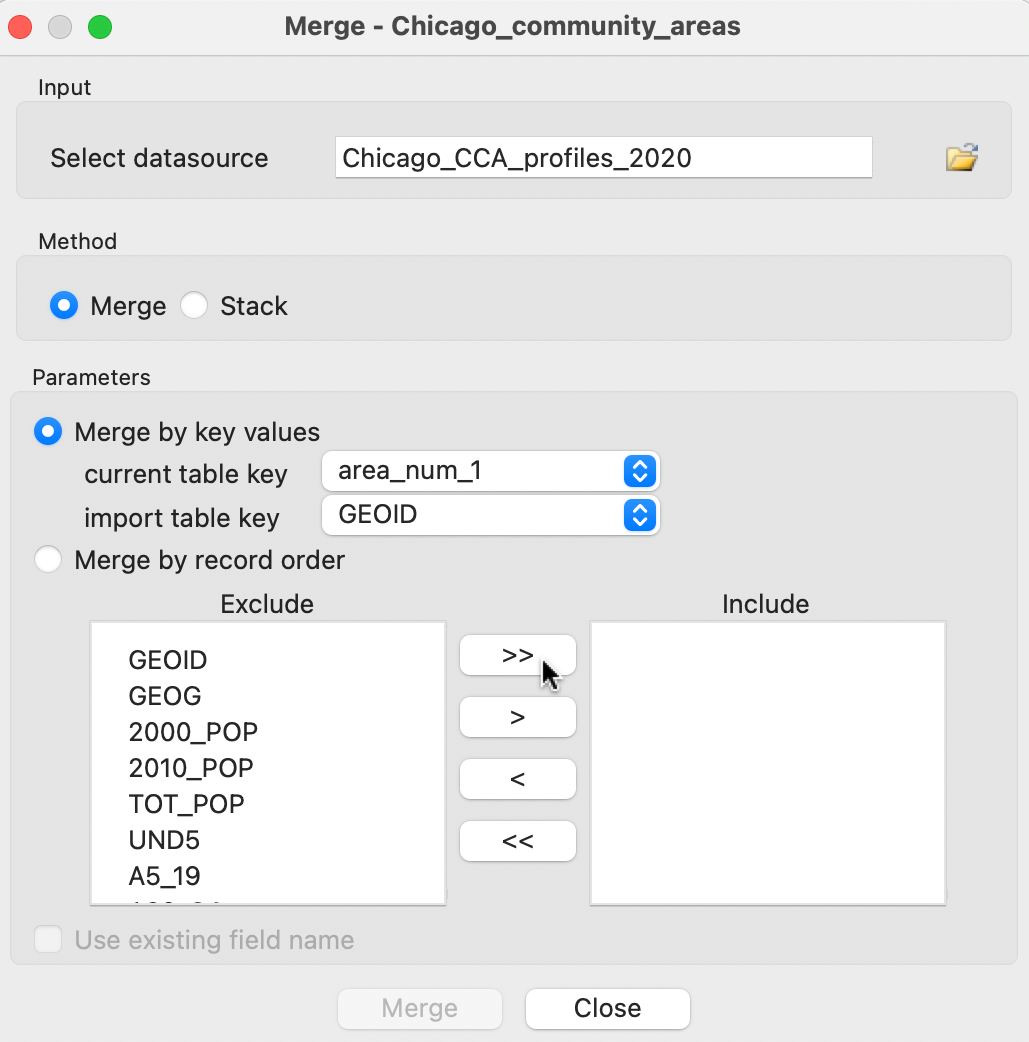 Merge - Chicago_community_areas
Input
Select datasource Chicago_CCA_profiles_2020
Method
Merge Stack
Parameters
Merge by key values
current table key area_num_1
import table key GEOID
Merge by record order
Exclude Include
GEOID >>
GEOG
2000_POP >
2010_POP <
TOT_POP
UND5 <<
A5_19
Use existing field name
Merge Close